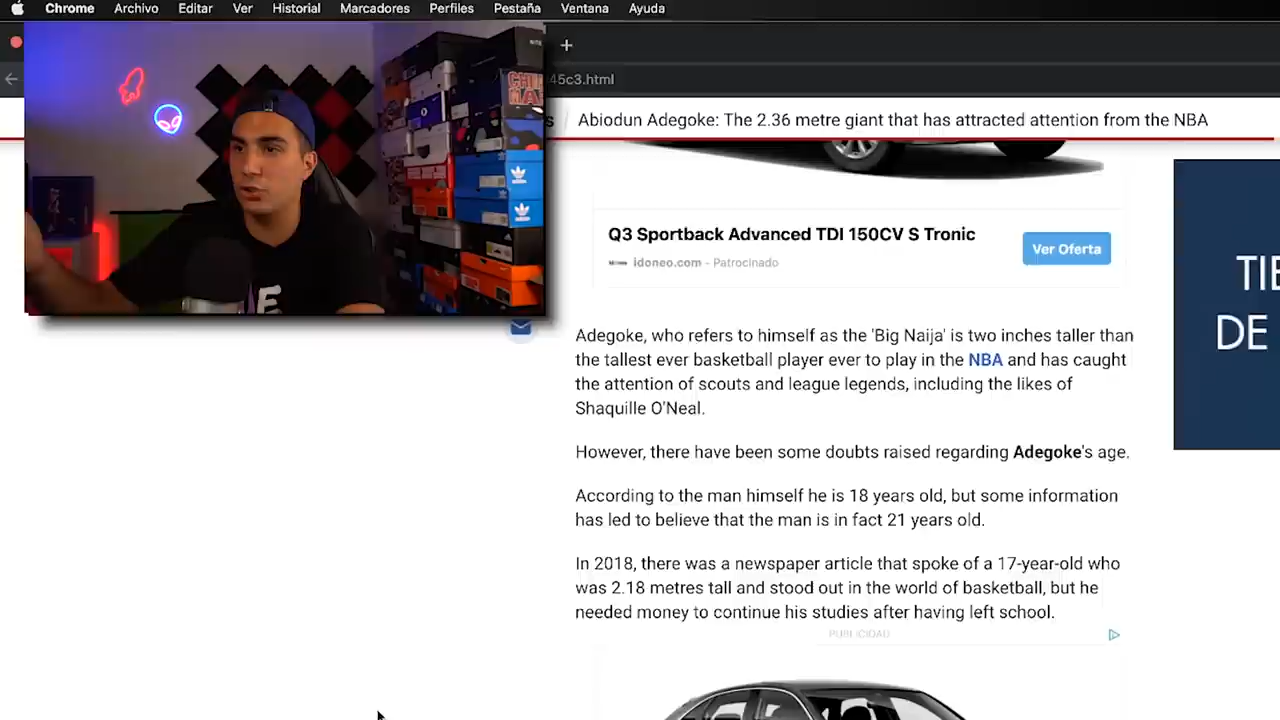 Chrome Archivo Editar Ver Historial Marcadores Perfiles Pestaña Ventana Ayuda
45c3.html
s / Abiodun Adegoke: The 2.36 metre giant that has attracted attention from the NBA
Q3 Sportback Advanced TDI 150CV S Tronic
Ver Oferta
idoneo.com - Patrocinado
TIE
DE
Adegoke, who refers to himself as the 'Big Naija' is two inches taller than
the tallest ever basketball player ever to play in the NBA and has caught
the attention of scouts and league legends, including the likes of
Shaquille O'Neal.
However, there have been some doubts raised regarding Adegoke's age.
According to the man himself he is 18 years old, but some information
has led to believe that the man is in fact 21 years old.
In 2018, there was a newspaper article that spoke of a 17-year-old who
was 2.18 metres tall and stood out in the world of basketball, but he
needed money to continue his studies after having left school.
PUBLICIDAD